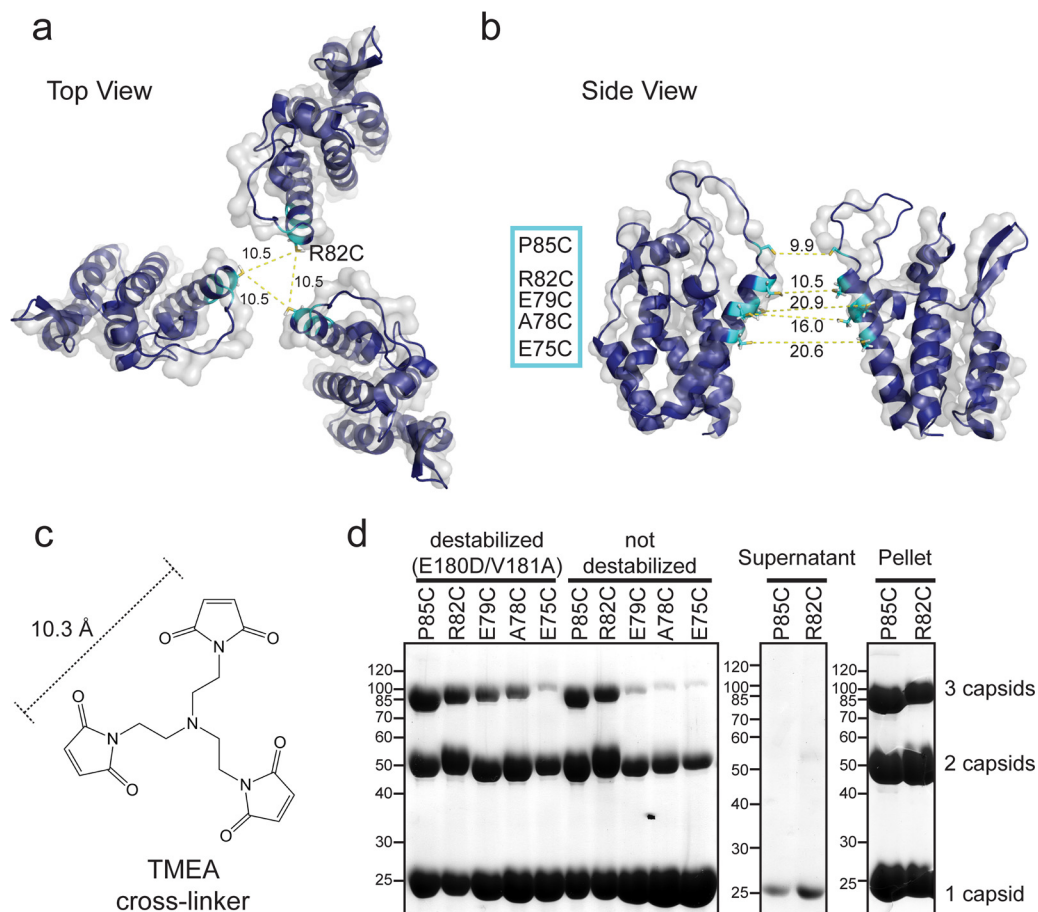 a
Top View
R82C
10.5
10.5
10.5
b
Side View
P85C
R82C
E79C
A78C
E75C
9.9
10.5
20.9
16.0
20.6
c
10.3 Å
O
N
O
O
N
N
O
O
N
O
TMEA
cross-linker
d
destabilized
(E180D/V181A)
not
destabilized
Supernatant
Pellet
P85C
R82C
E79C
A78C
E75C
P85C
R82C
E79C
A78C
E75C
P85C
R82C
P85C
R82C
120
100
85
70
60
50
40
30
25
120
100
85
70
60
50
40
30
25
120
100
85
70
60
50
40
30
25
3 capsids
2 capsids
1 capsid